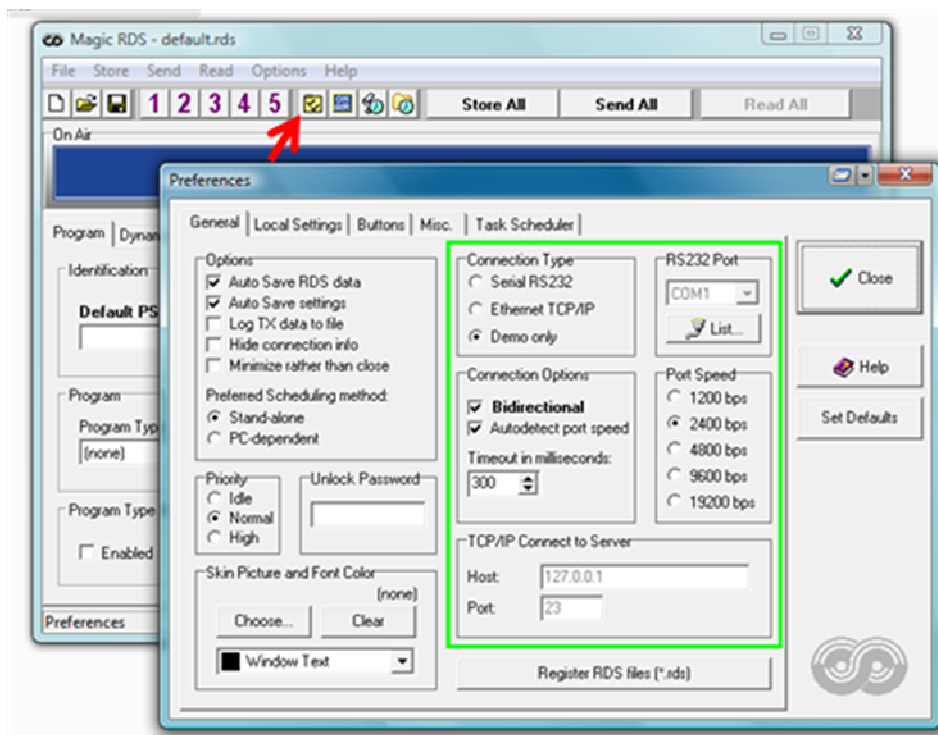 Magic RDS - default.rds
File Store Send Read Options Help
1 2 3 4 5 Store All Send All Read All
On Air
Program Dynam
Identification
Default PS
Program
Program Typ
(none)
Program Type
Enabled
Preferences
Preferences
General Local Settings Buttons Misc. Task Scheduler
Options
Auto Save RDS data
Auto Save settings
Log TX data to file
Hide connection info
Minimize rather than close
Preferred Scheduling method:
Stand-alone
PC-dependent
Priority
Idle
Normal
High
Unlock Password
Skin Picture and Font Color
(none)
Choose... Clear
Window Text
Connection Type
Serial RS232
Ethernet TCP/IP
Demo only
RS232 Port
COM1
List...
Connection Options
Bidirectional
Autodetect port speed
Timeout in milliseconds:
300
Port Speed
1200 bps
2400 bps
4800 bps
9600 bps
19200 bps
TCP/IP Connect to Server
Host: 127.0.0.1
Port: 23
Register RDS files (*.rds)
Close
Help
Set Defaults